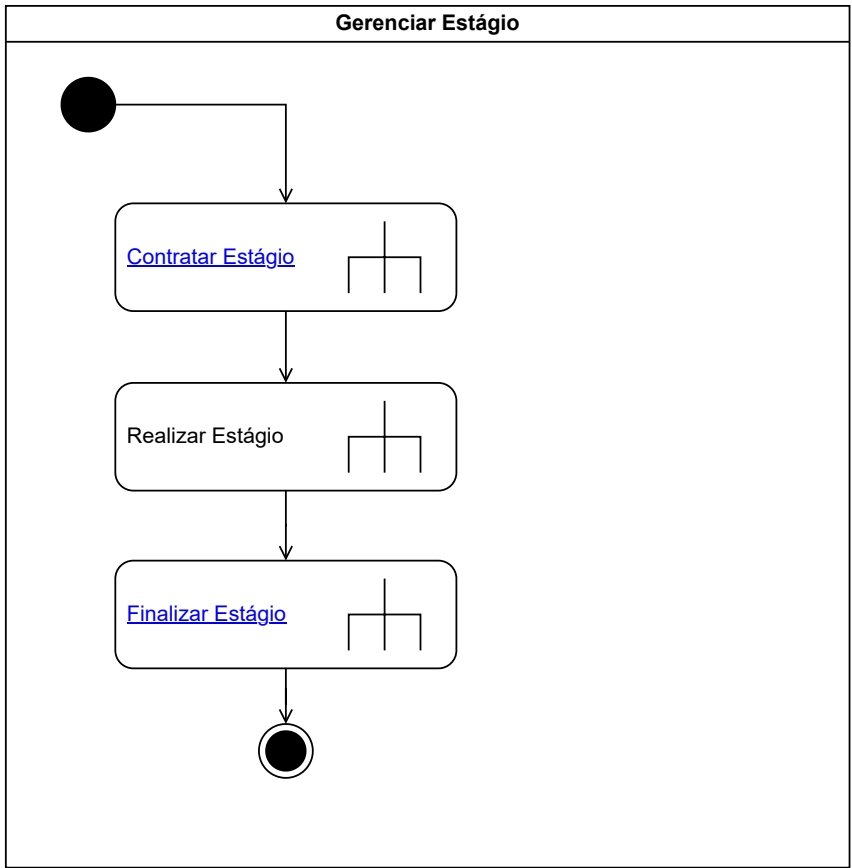 Gerenciar Estágio
Contratar Estágio
Realizar Estágio
Finalizar Estágio